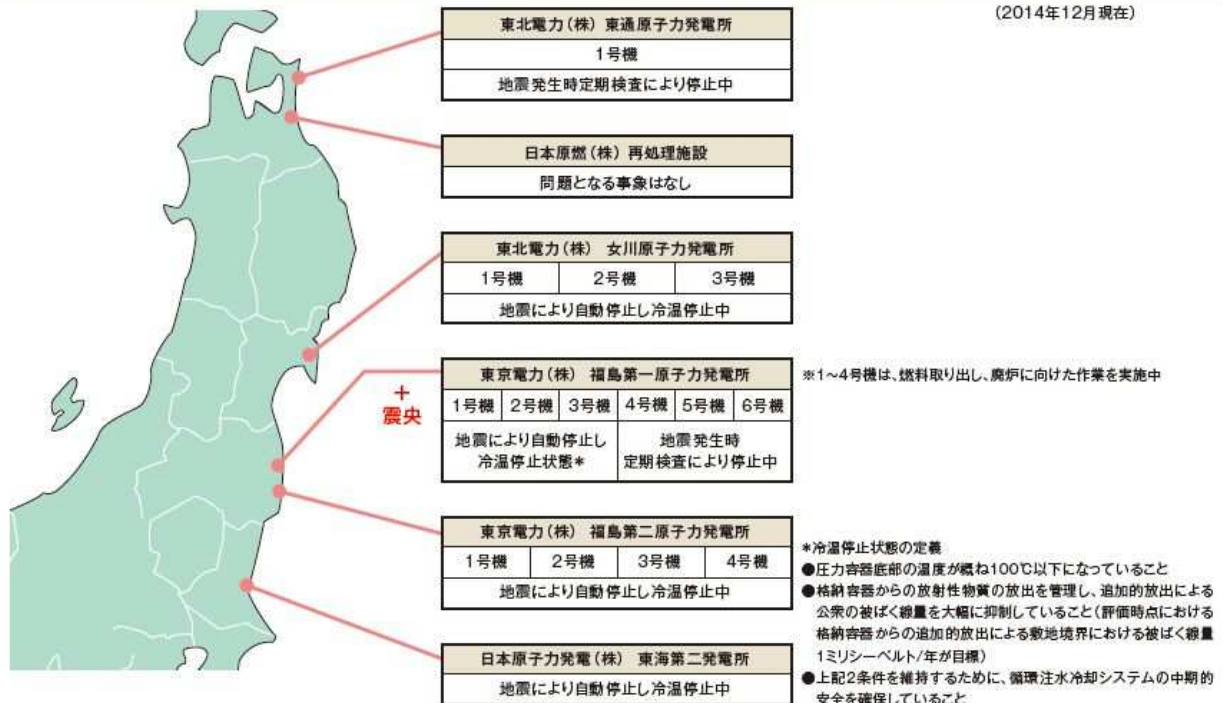 (2014年12月現在)
東北電力(株) 東通原子力発電所
1号機
地震発生時定期検査により停止中
日本原燃(株) 再処理施設
問題となる事象はなし
東北電力(株) 女川原子力発電所
1号機 2号機 3号機
地震により自動停止し冷温停止中
東京電力(株) 福島第一原子力発電所
1号機 2号機 3号機 4号機 5号機 6号機
地震により自動停止し
冷温停止状態*
地震発生時
定期検査により停止中
※1~4号機は、燃料取り出し、廃炉に向けた作業を実施中
+
震央
東京電力(株) 福島第二原子力発電所
1号機 2号機 3号機 4号機
地震により自動停止し冷温停止中
日本原子力発電(株) 東海第二発電所
地震により自動停止し冷温停止中
*冷温停止状態の定義
●圧力容器底部の温度が概ね100℃以下になっていること
●格納容器からの放射性物質の放出を管理し、追加的放出による
公衆の被ばく線量を大幅に抑制していること(評価時点における
格納容器からの追加的放出による敷地境界における被ばく線量
1ミリシーベルト/年が目標)
●上記2条件を維持するために、循環注水冷却システムの中期的
安全を確保していること